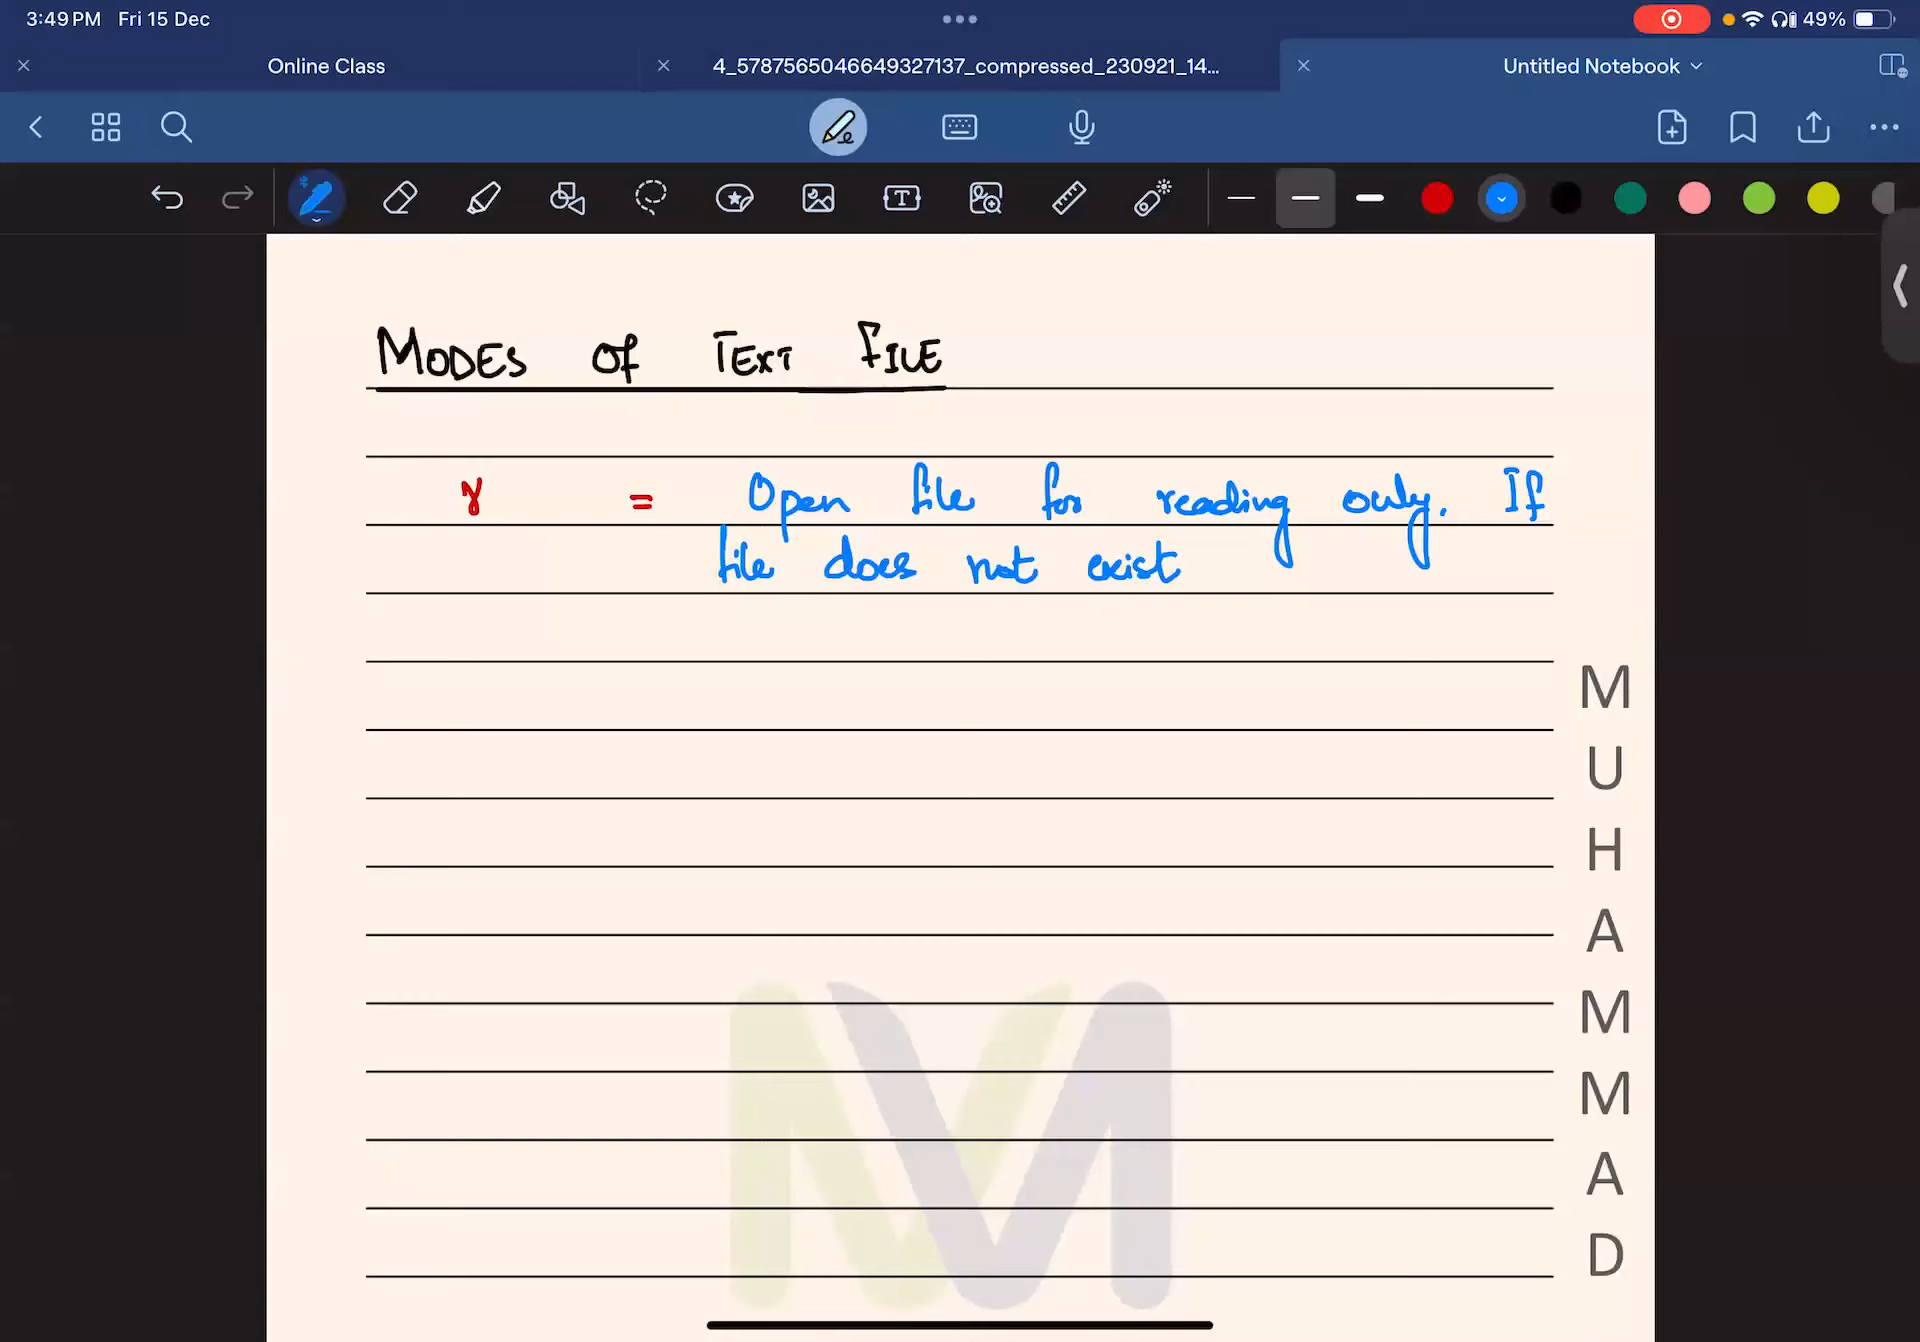 3:49 PM Fri 15 Dec
49%
Online Class
4_5787565046649327137_compressed_230921_14...
Untitled Notebook
MODES OF TEXT FILE
r = Open file for reading only. If
file does not exist
M
U
H
A
M
M
A
D